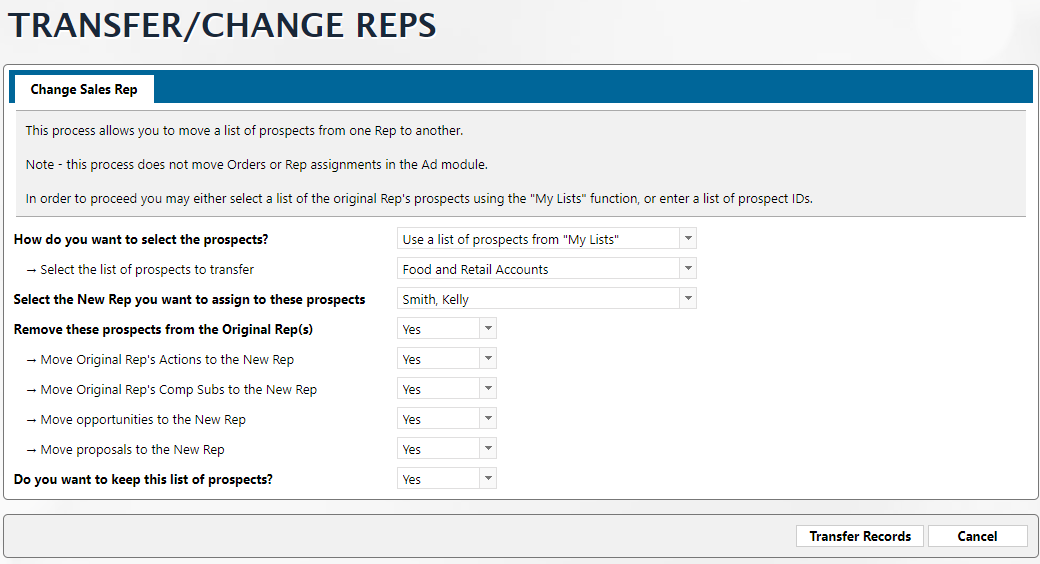 TRANSFER/CHANGE REPS
Change Sales Rep
This process allows you to move a list of prospects from one Rep to another.
Note - this process does not move Orders or Rep assignments in the Ad module.
In order to proceed you may either select a list of the original Rep's prospects using the "My Lists" function, or enter a list of prospect IDs.
How do you want to select the prospects? Use a list of prospects from "My Lists"
→ Select the list of prospects to transfer Food and Retail Accounts
Select the New Rep you want to assign to these prospects Smith, Kelly
Remove these prospects from the Original Rep(s) Yes
→ Move Original Rep's Actions to the New Rep Yes
→ Move Original Rep's Comp Subs to the New Rep Yes
→ Move opportunities to the New Rep Yes
→ Move proposals to the New Rep Yes
Do you want to keep this list of prospects? Yes
Transfer Records Cancel